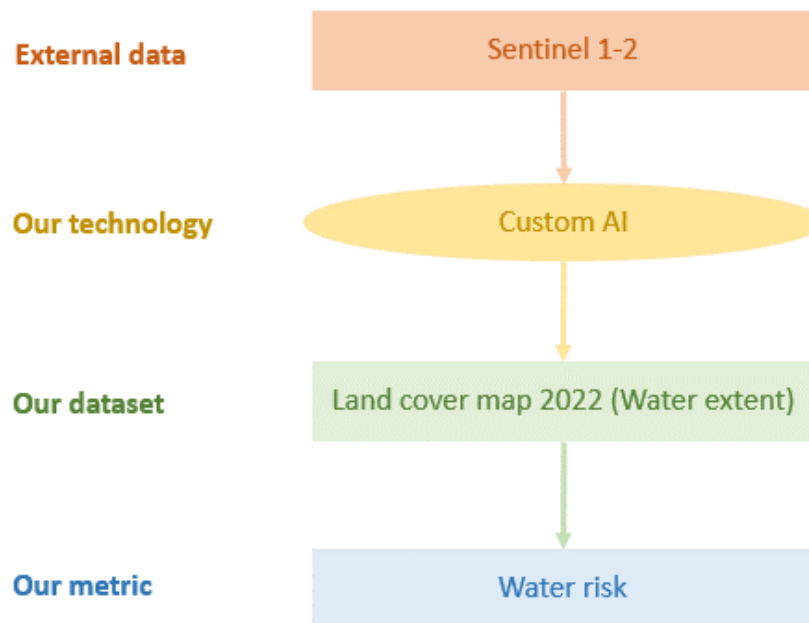 External data
Sentinel 1-2
Our technology
Custom AI
Our dataset
Land cover map 2022 (Water extent)
Our metric
Water risk